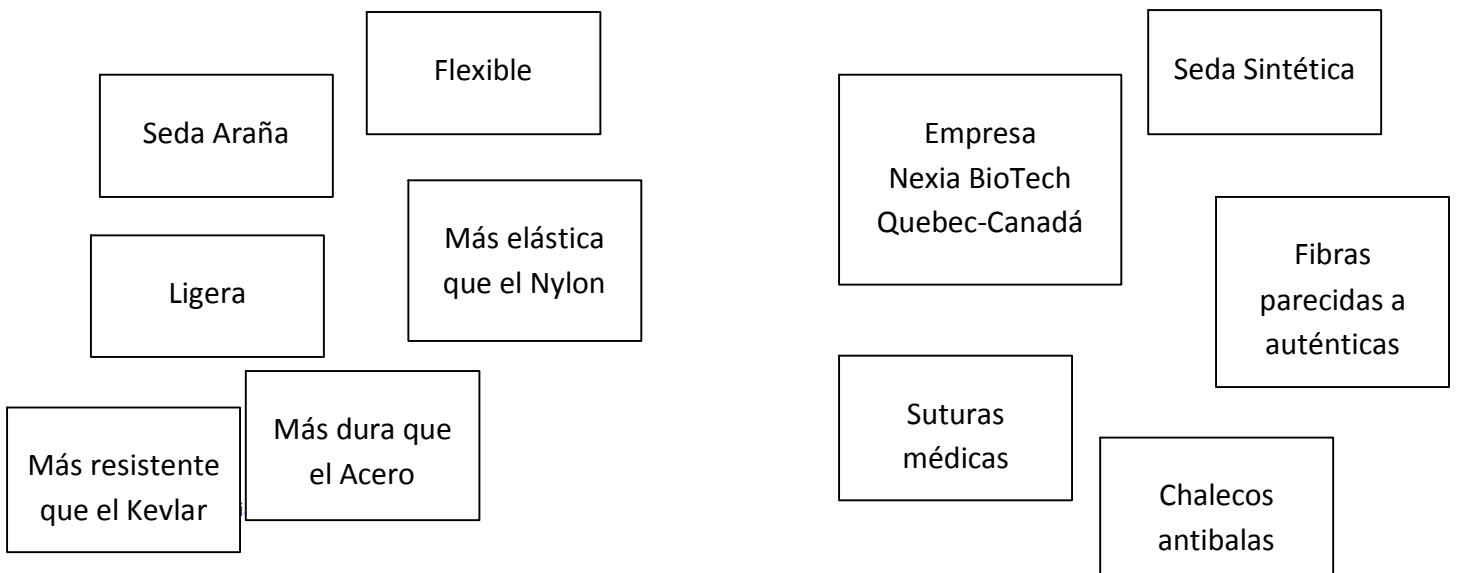 Flexible
Seda Araña
Más elástica
que el Nylon
Ligera
Más dura que
el Acero
Más resistente
que el Kevlar
Seda Sintética
Empresa
Nexia BioTech
Quebec-Canadá
Fibras
parecidas a
auténticas
Suturas
médicas
Chalecos
antibalas